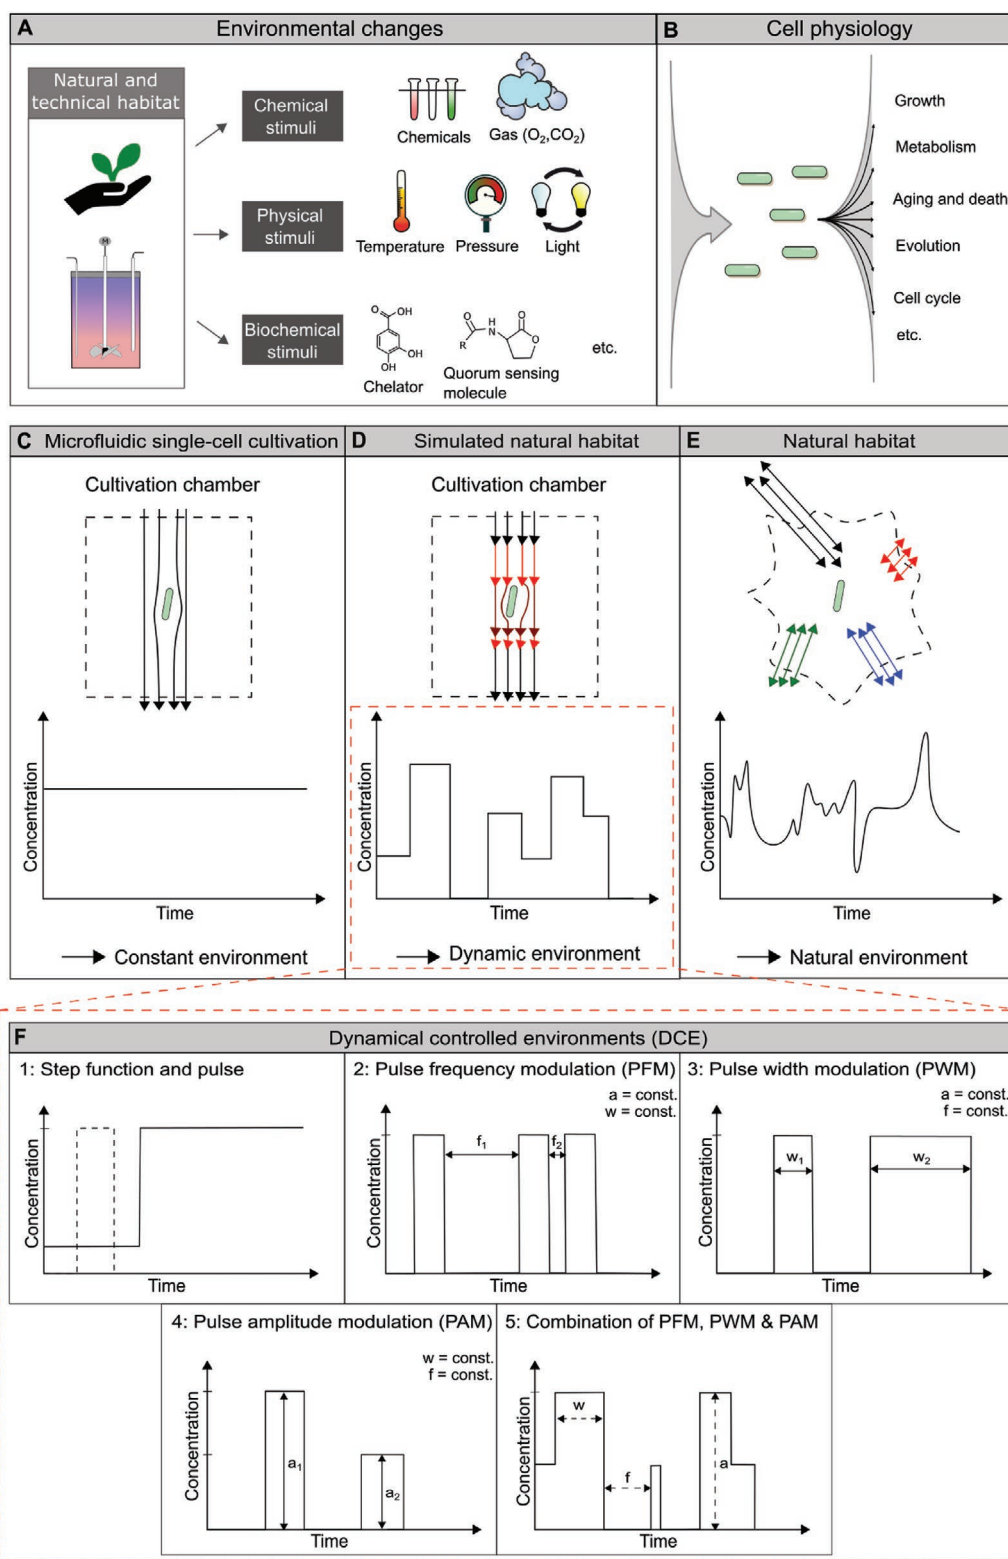 A Environmental changes
Natural and
technical habitat
M
Chemical
stimuli
Chemicals
Gas (O₂,CO₂)
Physical
stimuli
Temperature
Pressure
Light
Biochemical
stimuli
O
OH
OH
OH
Chelator
O
R
H
N
O
O
Quorum sensing
molecule
etc.
B Cell physiology
Growth
Metabolism
Aging and death
Evolution
Cell cycle
etc.
C Microfluidic single-cell cultivation
Cultivation chamber
Concentration
Time
Constant environment
D Simulated natural habitat
Cultivation chamber
Concentration
Time
Dynamic environment
E Natural habitat
Concentration
Time
Natural environment
F Dynamical controlled environments (DCE)
1: Step function and pulse
Concentration
Time
2: Pulse frequency modulation (PFM)
a = const.
w = const.
f₁
f₂
Concentration
Time
3: Pulse width modulation (PWM)
a = const.
f = const.
w₁
w₂
Concentration
Time
4: Pulse amplitude modulation (PAM)
w = const.
f = const.
a₁
a₂
Concentration
Time
5: Combination of PFM, PWM & PAM
w
f
a
Concentration
Time